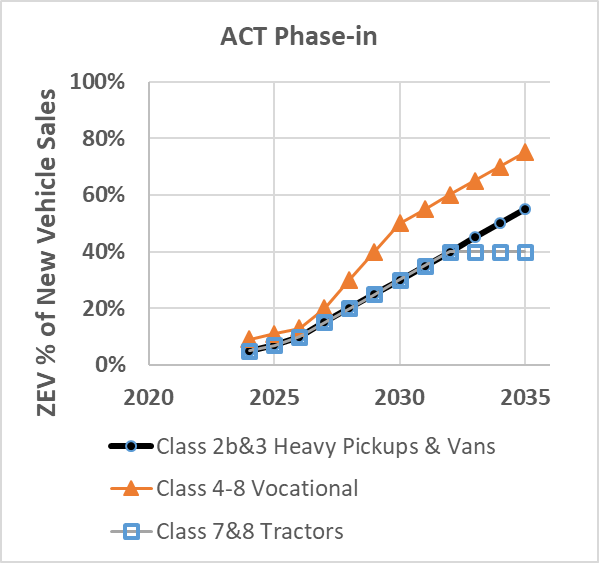 ACT Phase-in
ZEV % of New Vehicle Sales
100%
80%
60%
40%
20%
0%
2020 2025 2030 2035
Class 2b&3 Heavy Pickups & Vans
Class 4-8 Vocational
Class 7&8 Tractors